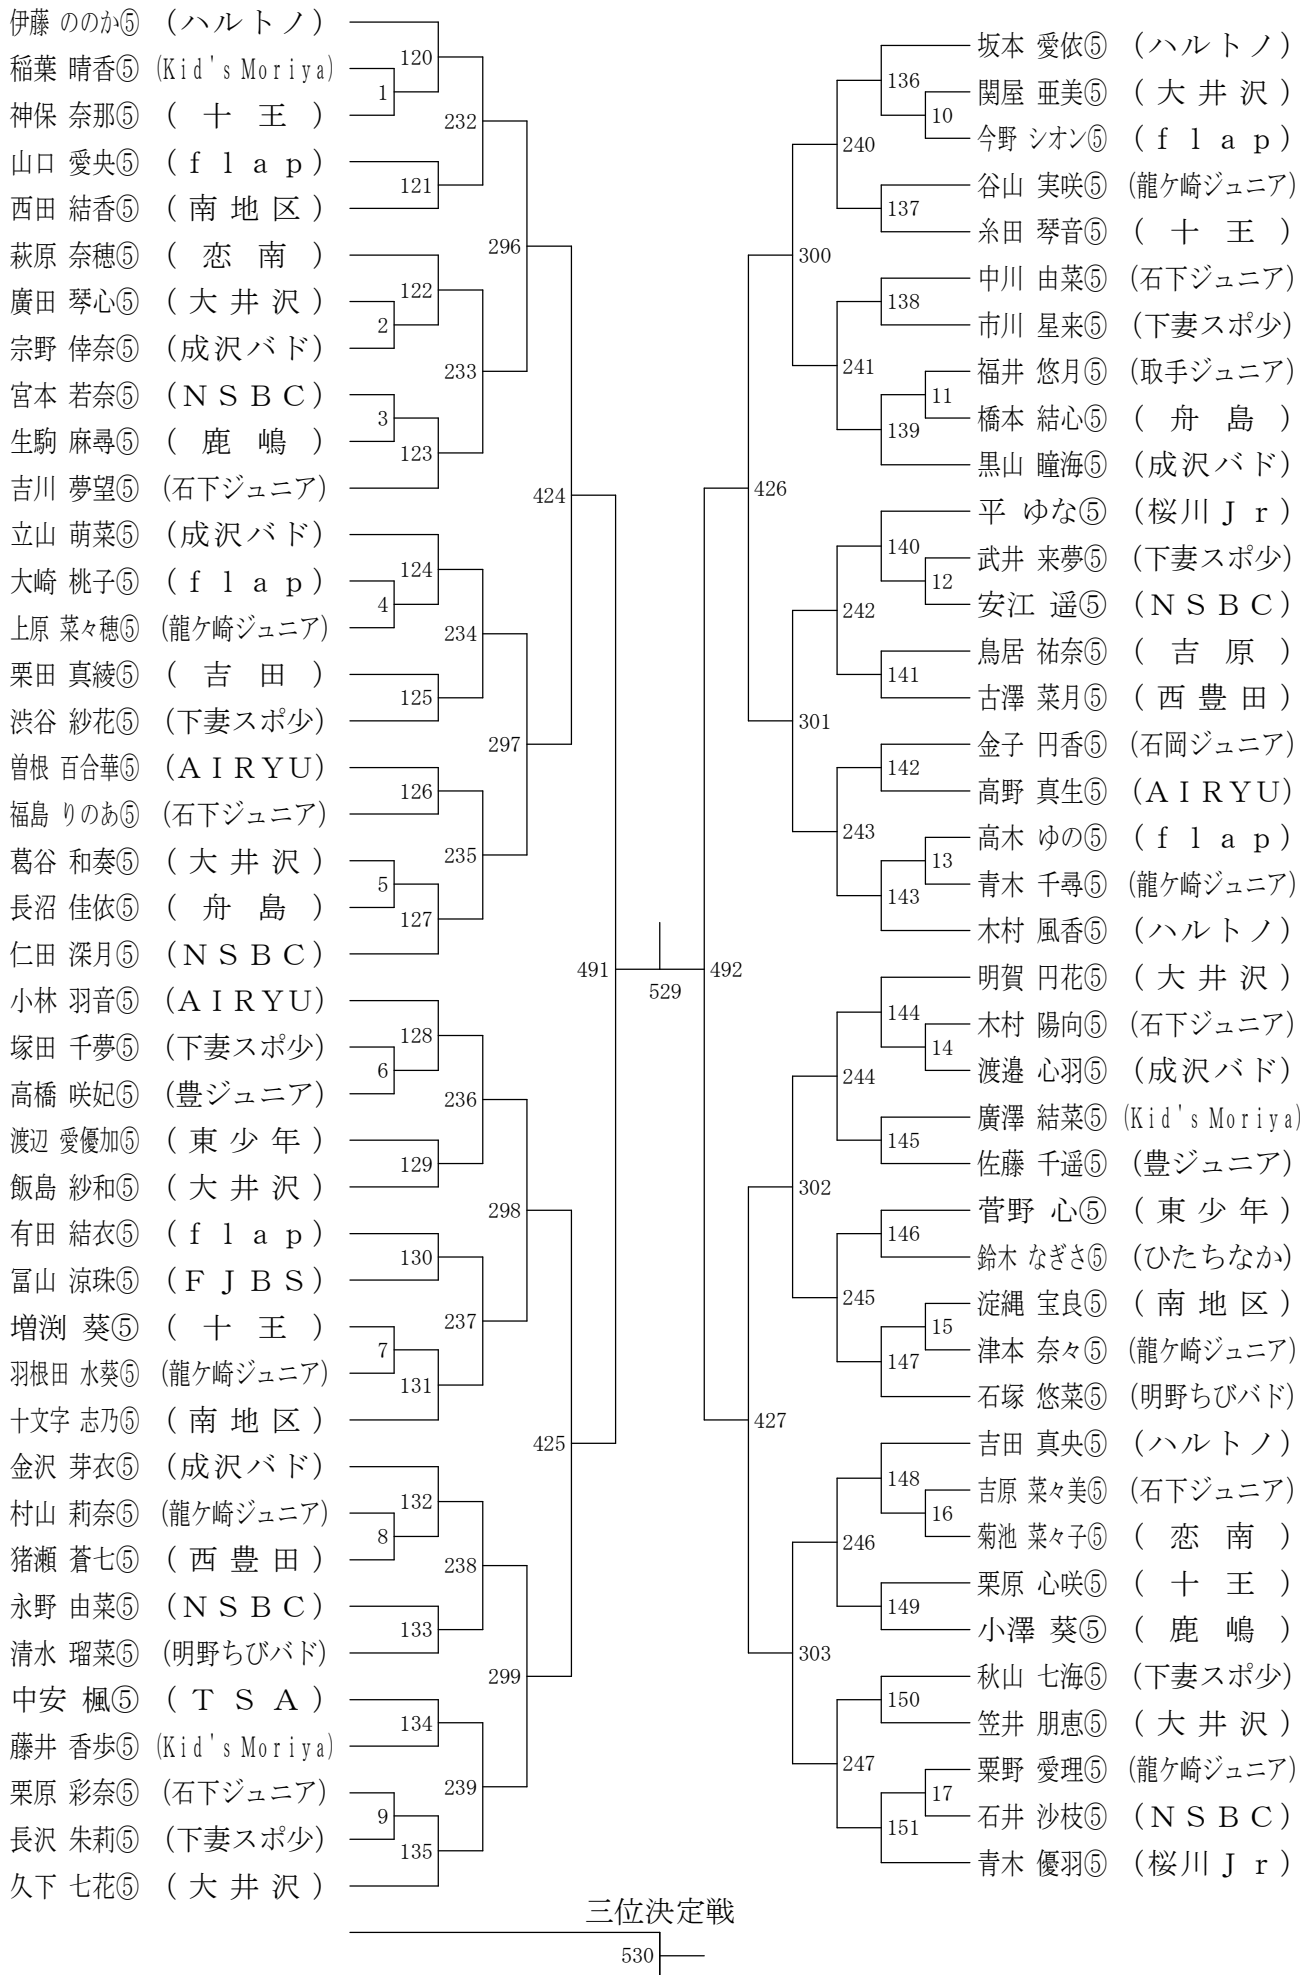 伊藤 ののか⑤ (ハルトノ)
稲葉 晴香⑤ (Kid's Moriya)
神保 奈那⑤ (十王)
山口 愛央⑤ (flap)
西田 結香⑤ (南地区)
萩原 奈穂⑤ (恋南)
廣田 琴心⑤ (大井沢)
宗野 倖奈⑤ (成沢バド)
宮本 若奈⑤ (NSBC)
生駒 麻尋⑤ (鹿嶋)
吉川 夢望⑤ (石下ジュニア)
立山 萌菜⑤ (成沢バド)
大崎 桃子⑤ (flap)
上原 菜々穂⑤ (龍ケ崎ジュニア)
栗田 真綾⑤ (吉田)
渋谷 紗花⑤ (下妻スポ少)
曽根 百合華⑤ (AIRYU)
福島 りのあ⑤ (石下ジュニア)
葛谷 和奏⑤ (大井沢)
長沼 佳依⑤ (舟島)
仁田 深月⑤ (NSBC)
小林 羽音⑤ (AIRYU)
塚田 千夢⑤ (下妻スポ少)
高橋 咲妃⑤ (豊ジュニア)
渡辺 愛優加⑤ (東少年)
飯島 紗和⑤ (大井沢)
有田 結衣⑤ (flap)
冨山 涼珠⑤ (FJBS)
増渕 葵⑤ (十王)
羽根田 水葵⑤ (龍ケ崎ジュニア)
十文字 志乃⑤ (南地区)
金沢 芽衣⑤ (成沢バド)
村山 莉奈⑤ (龍ケ崎ジュニア)
猪瀬 蒼七⑤ (西豊田)
永野 由菜⑤ (NSBC)
清水 瑠菜⑤ (明野ちびバド)
中安 楓⑤ (TSA)
藤井 香歩⑤ (Kid's Moriya)
栗原 彩奈⑤ (石下ジュニア)
長沢 朱莉⑤ (下妻スポ少)
久下 七花⑤ (大井沢)
1
2
3
4
5
6
7
8
9
120
121
122
123
124
125
126
127
128
129
130
131
132
133
134
135
232
233
234
235
236
237
238
239
296
297
298
299
424
425
491
529
492
426
427
300
301
302
303
240
241
242
243
244
245
246
247
136
137
138
139
140
141
142
143
144
145
146
147
148
149
150
151
10
11
12
13
14
15
16
17
坂本 愛依⑤ (ハルトノ)
関屋 亜美⑤ (大井沢)
今野 シオン⑤ (flap)
谷山 実咲⑤ (龍ケ崎ジュニア)
糸田 琴音⑤ (十王)
中川 由菜⑤ (石下ジュニア)
市川 星来⑤ (下妻スポ少)
福井 悠月⑤ (取手ジュニア)
橋本 結心⑤ (舟島)
黒山 瞳海⑤ (成沢バド)
平 ゆな⑤ (桜川Jr)
武井 来夢⑤ (下妻スポ少)
安江 遥⑤ (NSBC)
鳥居 祐奈⑤ (吉原)
古澤 菜月⑤ (西豊田)
金子 円香⑤ (石岡ジュニア)
高野 真生⑤ (AIRYU)
高木 ゆの⑤ (flap)
青木 千尋⑤ (龍ケ崎ジュニア)
木村 風香⑤ (ハルトノ)
明賀 円花⑤ (大井沢)
木村 陽向⑤ (石下ジュニア)
渡邉 心羽⑤ (成沢バド)
廣澤 結菜⑤ (Kid's Moriya)
佐藤 千遥⑤ (豊ジュニア)
菅野 心⑤ (東少年)
鈴木 なぎさ⑤ (ひたちなか)
淀縄 宝良⑤ (南地区)
津本 奈々⑤ (龍ケ崎ジュニア)
石塚 悠菜⑤ (明野ちびバド)
吉田 真央⑤ (ハルトノ)
吉原 菜々美⑤ (石下ジュニア)
菊池 菜々子⑤ (恋南)
栗原 心咲⑤ (十王)
小澤 葵⑤ (鹿嶋)
秋山 七海⑤ (下妻スポ少)
笠井 朋恵⑤ (大井沢)
粟野 愛理⑤ (龍ケ崎ジュニア)
石井 沙枝⑤ (NSBC)
青木 優羽⑤ (桜川Jr)
三位決定戦
530